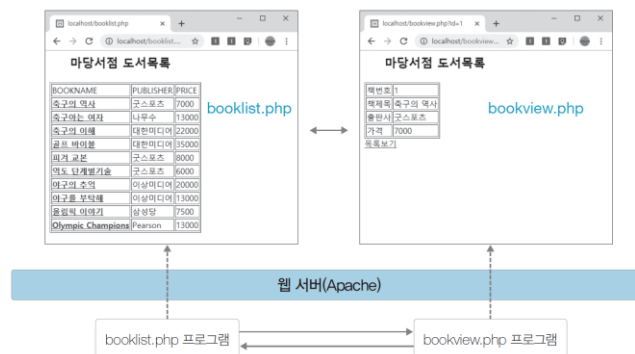 localhost/booklist.php × +
localhost/booklist...
마당서점 도서목록
BOOKNAME PUBLISHER PRICE
축구의 역사 굿스포츠 7000
축구아는 여자 나무수 13000
축구의 이해 대한미디어 22000
골프 바이블 대한미디어 35000
피겨 교본 굿스포츠 8000
역도 단계별기술 굿스포츠 6000
야구의 추억 이상미디어 20000
야구를 부탁해 이상미디어 13000
올림픽 이야기 삼성당 7500
Olympic Champions Pearson 13000
booklist.php
localhost/bookview.php?id=1 × +
localhost/bookview...
마당서점 도서목록
책번호 1
책제목 축구의 역사
출판사 굿스포츠
가격 7000
목록보기
bookview.php
웹 서버(Apache)
booklist.php 프로그램
bookview.php 프로그램